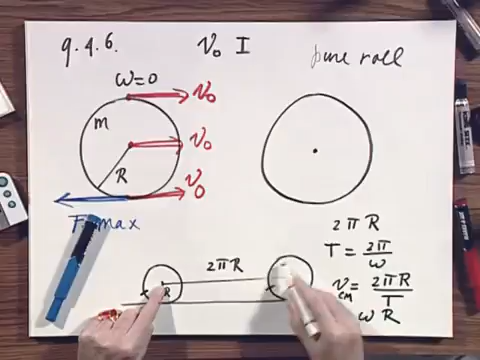 9.4.6.
v₀ I
pure roll
ω=0
v₀
m
v₀
R
v₀
F max
2πR
T = 2π/ω
2πR
v_CM = 2πR/T
R
ωR